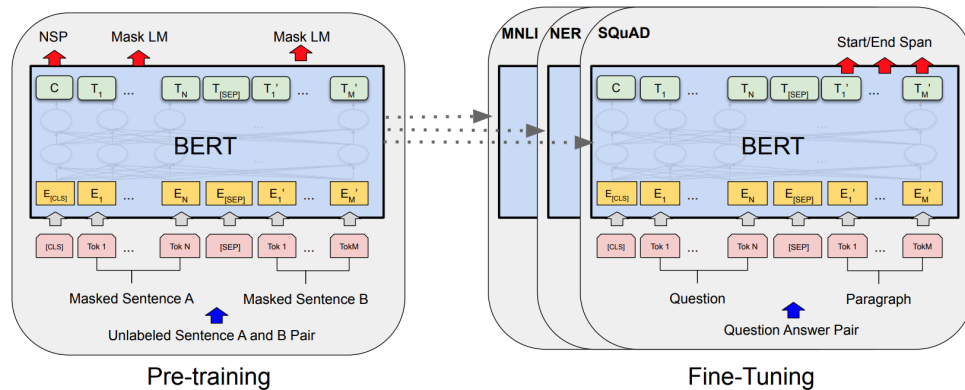 NSP Mask LM Mask LM
C T1 ... TN T[SEP] T1' ... TM'
...
BERT
...
E[CLS] E1 ... EN E[SEP] E1' ... EM'
[CLS] Tok 1 ... Tok N [SEP] Tok 1 ... TokM
Masked Sentence A Masked Sentence B
Unlabeled Sentence A and B Pair
Pre-training
MNLI NER SQuAD
Start/End Span
C T1 ... TN T[SEP] T1' ... TM'
...
BERT
...
E[CLS] E1 ... EN E[SEP] E1' ... EM'
[CLS] Tok 1 ... Tok N [SEP] Tok 1 ... TokM
Question Paragraph
Question Answer Pair
Fine-Tuning